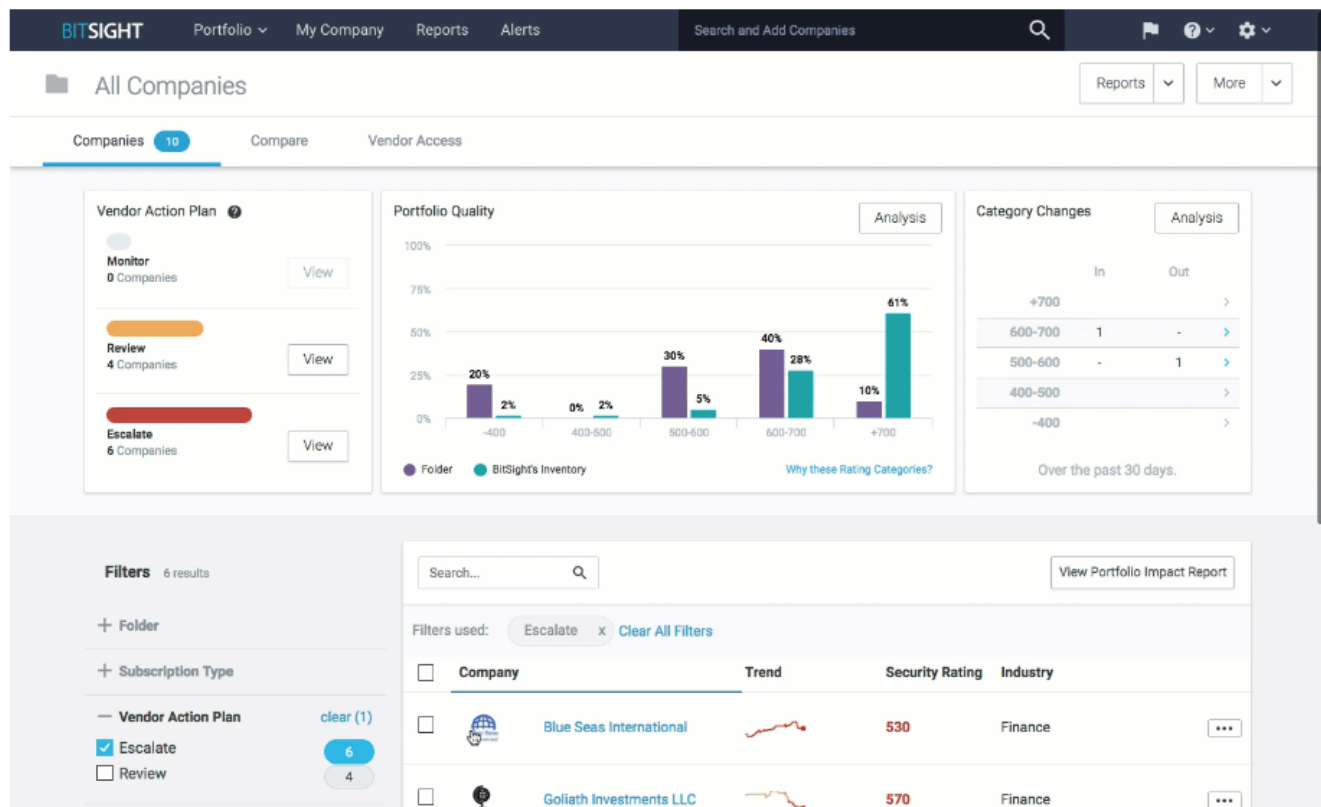 BITSIGHT Portfolio My Company Reports Alerts Search and Add Companies
All Companies Reports More
Companies 10 Compare Vendor Access
Vendor Action Plan
Monitor
0 Companies
View
Review
4 Companies
View
Escalate
6 Companies
View
Portfolio Quality Analysis
100%
75%
50%
25%
0%
20% 2% 0% 2% 30% 5% 40% 28% 10% 61%
-400 400-500 500-600 600-700 +700
Folder BitSight's Inventory Why these Rating Categories?
Category Changes Analysis
In Out
+700
600-700 1 -
500-600 - 1
400-500
-400
Over the past 30 days.
Filters 6 results
+ Folder
+ Subscription Type
— Vendor Action Plan clear (1)
Escalate 6
Review 4
Search... View Portfolio Impact Report
Filters used: Escalate x Clear All Filters
Company Trend Security Rating Industry
Blue Seas International 530 Finance ...
Goliath Investments LLC 570 Finance ...